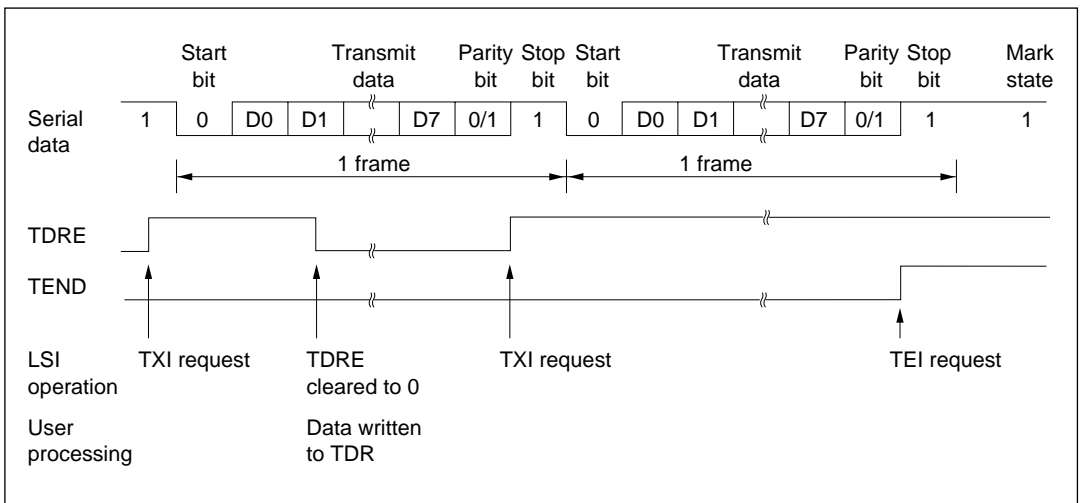 Start bit Transmit data Parity bit Stop bit Start bit Transmit data Parity bit Stop bit Mark state
Serial data 1 0 D0 D1 D7 0/1 1 0 D0 D1 D7 0/1 1 1
1 frame 1 frame
TDRE
TEND
LSI operation TXI request TDRE cleared to 0 TXI request TEI request
User processing Data written to TDR